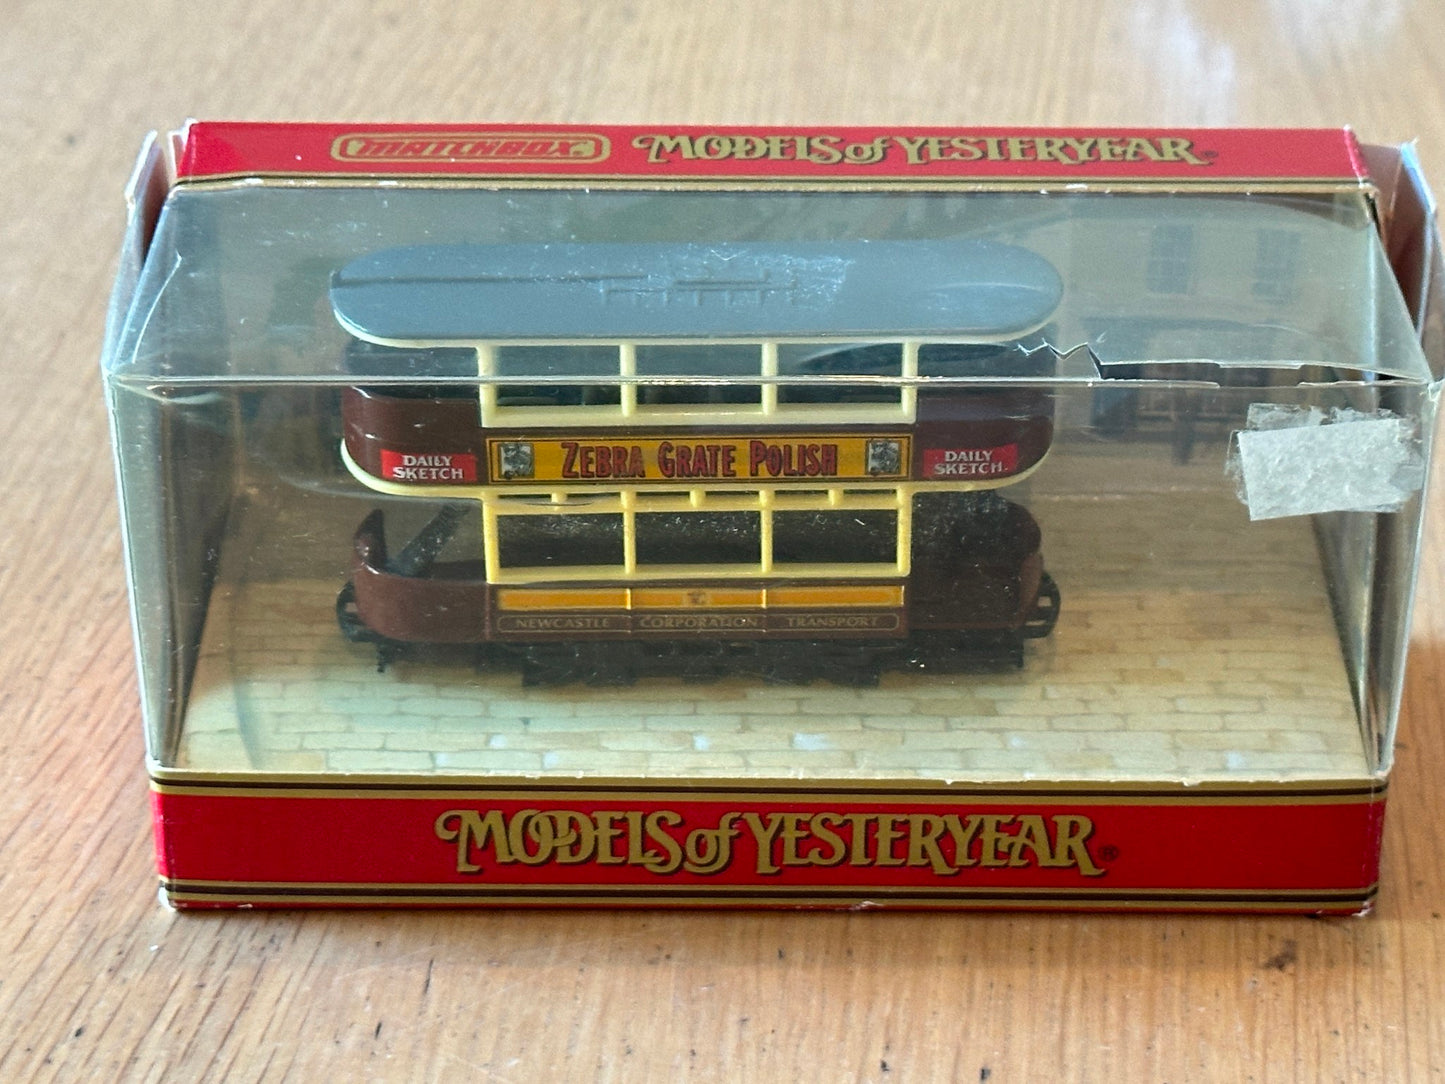 MATCHBOX MODELS of YESTERYEAR®
ZEBRA GRATE POLISH
DAILY SKETCH
DAILY SKETCH
NEWCASTLE CORPORATION TRANSPORT
MODELS of YESTERYEAR®